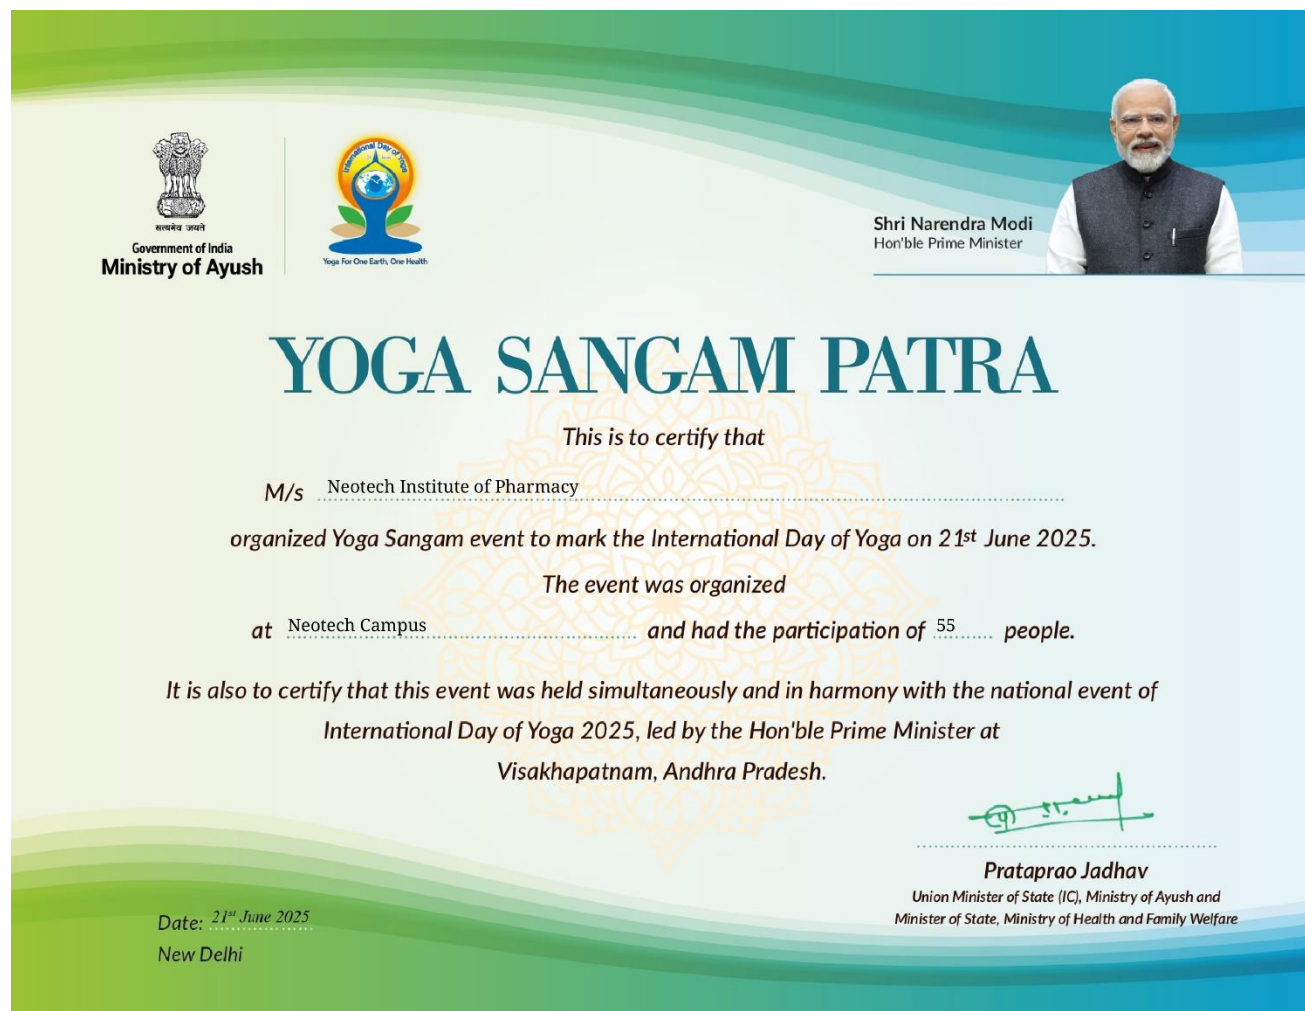 सत्यमेव जयते
Government of India
Ministry of Ayush
International Day of Yoga
21 June
Yoga For One Earth, One Health
Shri Narendra Modi
Hon'ble Prime Minister
YOGA SANGAM PATRA
This is to certify that
M/s Neotech Institute of Pharmacy
organized Yoga Sangam event to mark the International Day of Yoga on 21st June 2025.
The event was organized
at Neotech Campus and had the participation of 55 people.
It is also to certify that this event was held simultaneously and in harmony with the national event of
International Day of Yoga 2025, led by the Hon'ble Prime Minister at
Visakhapatnam, Andhra Pradesh.
Prataprao Jadhav
Union Minister of State (IC), Ministry of Ayush and
Minister of State, Ministry of Health and Family Welfare
Date: 21st June 2025
New Delhi